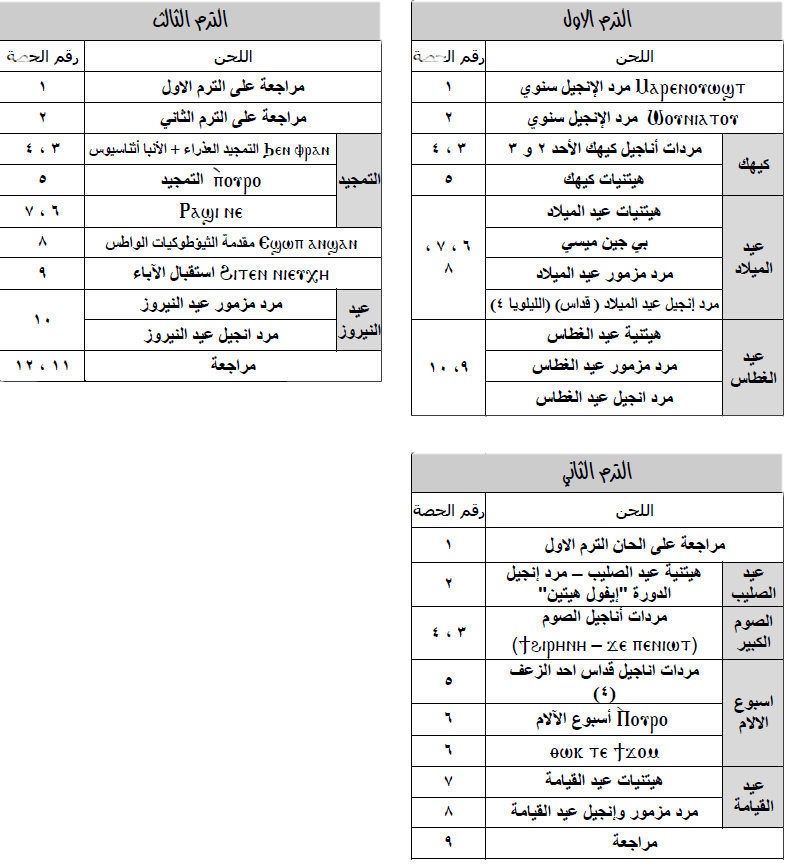 الترم الاول
اللحن رقم الحصة
Ⲙⲁⲣⲉⲛⲟⲩⲱϣⲧ مرد الإنجيل سنوي ١
Ⲱⲟⲩⲛⲓⲁⲧⲟⲩ مرد الإنجيل سنوي ٢
كيهك
مردات أناجيل كيهك الأحد ٢ و ٣ ٣ ، ٤
هيتنيات كيهك ٥
عيد الميلاد
هيتنيات عيد الميلاد ٦ ، ٧ ، ٨
بي جين ميسي
مرد مزمور عيد الميلاد
مرد إنجيل عيد الميلاد ( قداس) (الليلويا ٤)
عيد الغطاس
هيتنية عيد الغطاس ٩، ١٠
مرد مزمور عيد الغطاس
مرد انجيل عيد الغطاس
الترم الثاني
اللحن رقم الحصة
مراجعة على الحان الترم الاول ١
عيد الصليب
هيتنية عيد الصليب – مرد إنجيل ٢
الدورة "إيفول هيتين"
الصوم الكبير
مردات أناجيل الصوم ٣ ، ٤
(ϯϩⲓⲣⲏⲛⲏ – ϫⲉ ⲡⲉⲛⲓⲱⲧ)
اسبوع الالام
مردات اناجيل قداس احد الزعف ٥
(٤)
Ⲡ̀ⲟⲩⲣⲟ أسبوع الآلام ٦
ⲑⲱⲕ ⲧⲉ ϯϫⲟⲙ ٦
عيد القيامة
هيتنيات عيد القيامة ٧
مرد مزمور وإنجيل عيد القيامة ٨
مراجعة ٩
الترم الثالث
اللحن رقم الحصة
مراجعة على الترم الاول ١
مراجعة على الترم الثاني ٢
التمجيد
Ϧⲉⲛ ⲫⲣⲁⲛ التمجيد العذراء + الأنبا أثناسيوس ٣ ، ٤
ⲡ̀ⲟⲩⲣⲟ التمجيد ٥
Ⲣⲁϣⲓ ⲛⲉ ٦ ، ٧
Ⲉϣⲱⲡ ⲁⲛϣⲁⲛ مقدمة الثيؤطوكيات الواطس ٨
Ϩⲓⲧⲉⲛ ⲛⲓⲉⲩⲭⲏ استقبال الآباء ٩
عيد النيروز
مرد مزمور عيد النيروز ١٠
مرد انجيل عيد النيروز
مراجعة ١١ ، ١٢